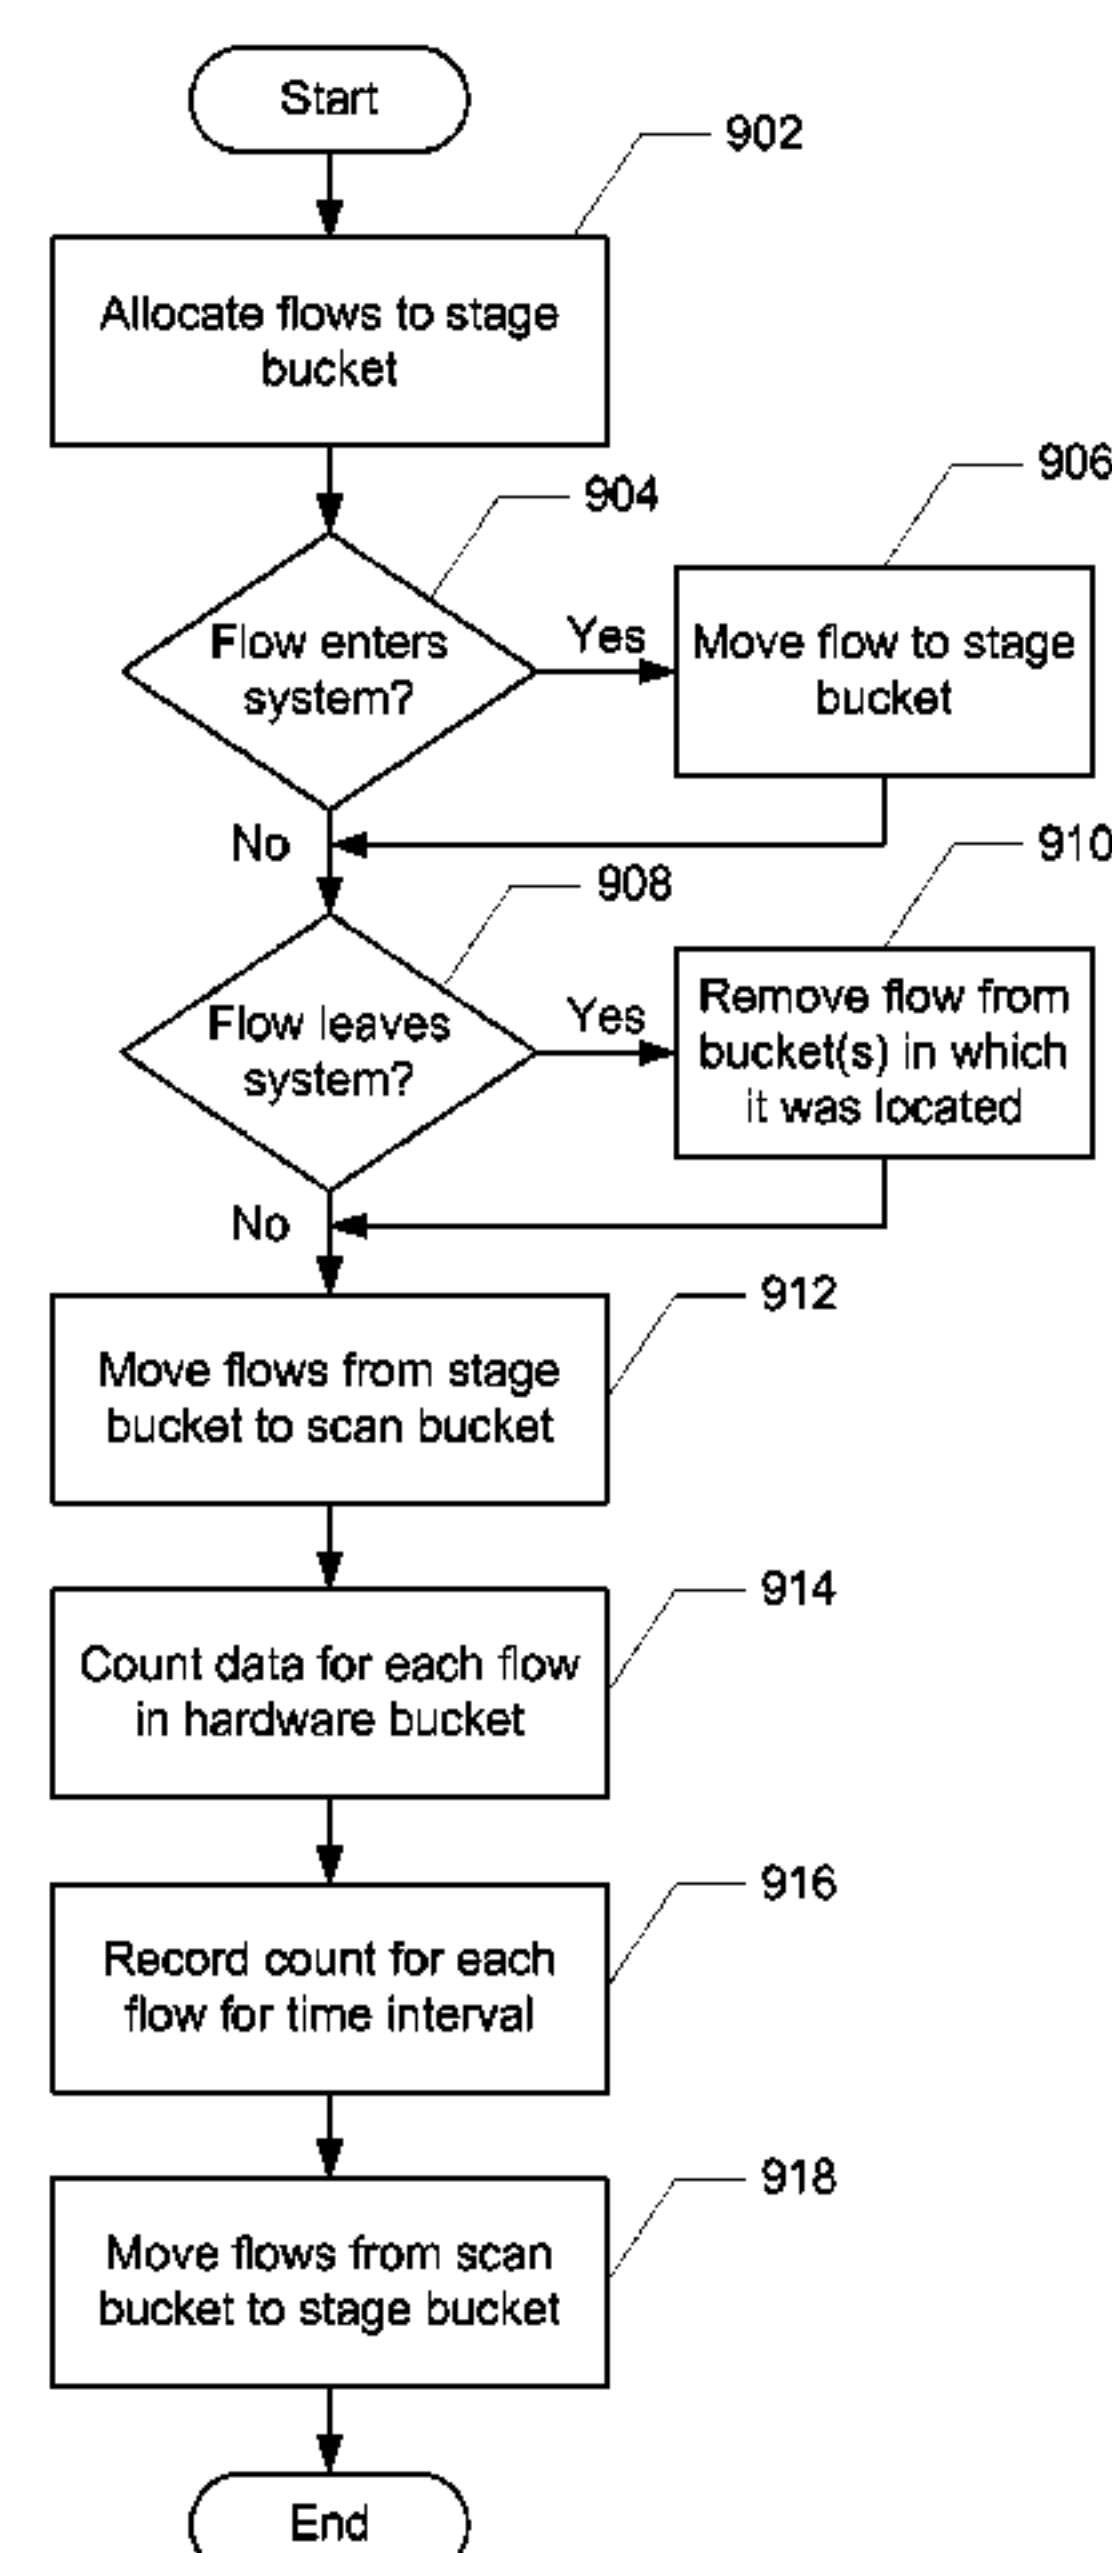 Start
902
Allocate flows to stage
bucket
904
906
Flow enters
system?
Yes
Move flow to stage
bucket
No
908
910
Flow leaves
system?
Yes
Remove flow from
bucket(s) in which
it was located
No
912
Move flows from stage
bucket to scan bucket
914
Count data for each flow
in hardware bucket
916
Record count for each
flow for time interval
918
Move flows from scan
bucket to stage bucket
End